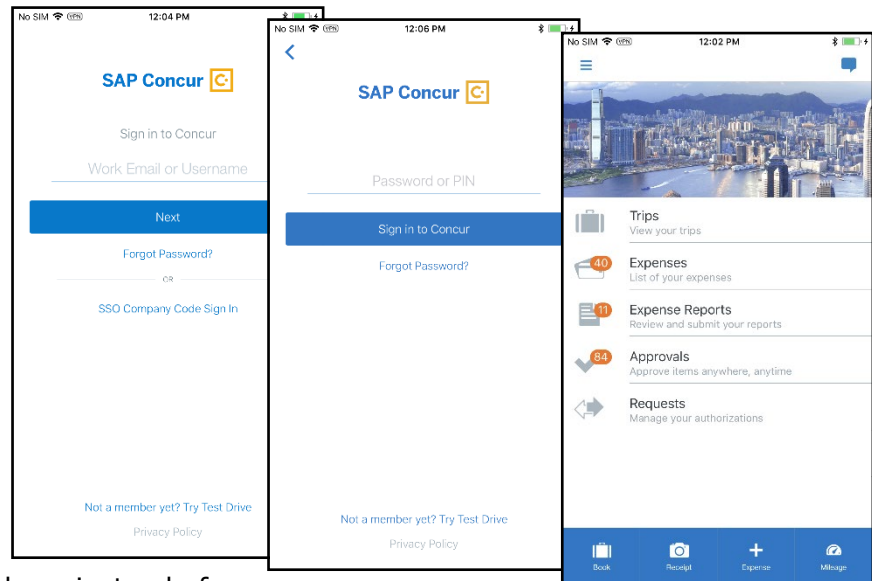 No SIM VPN 12:04 PM
SAP Concur C.
Sign in to Concur
Work Email or Username
Next
Forgot Password?
OR
SSO Company Code Sign In
Not a member yet? Try Test Drive
Privacy Policy
No SIM VPN 12:06 PM
SAP Concur C.
Password or PIN
Sign in to Concur
Forgot Password?
Not a member yet? Try Test Drive
Privacy Policy
No SIM VPN 12:02 PM
Trips
View your trips
40
Expenses
List of your expenses
11
Expense Reports
Review and submit your reports
84
Approvals
Approve items anywhere, anytime
Requests
Manage your authorizations
Book Receipt Expense Mileage